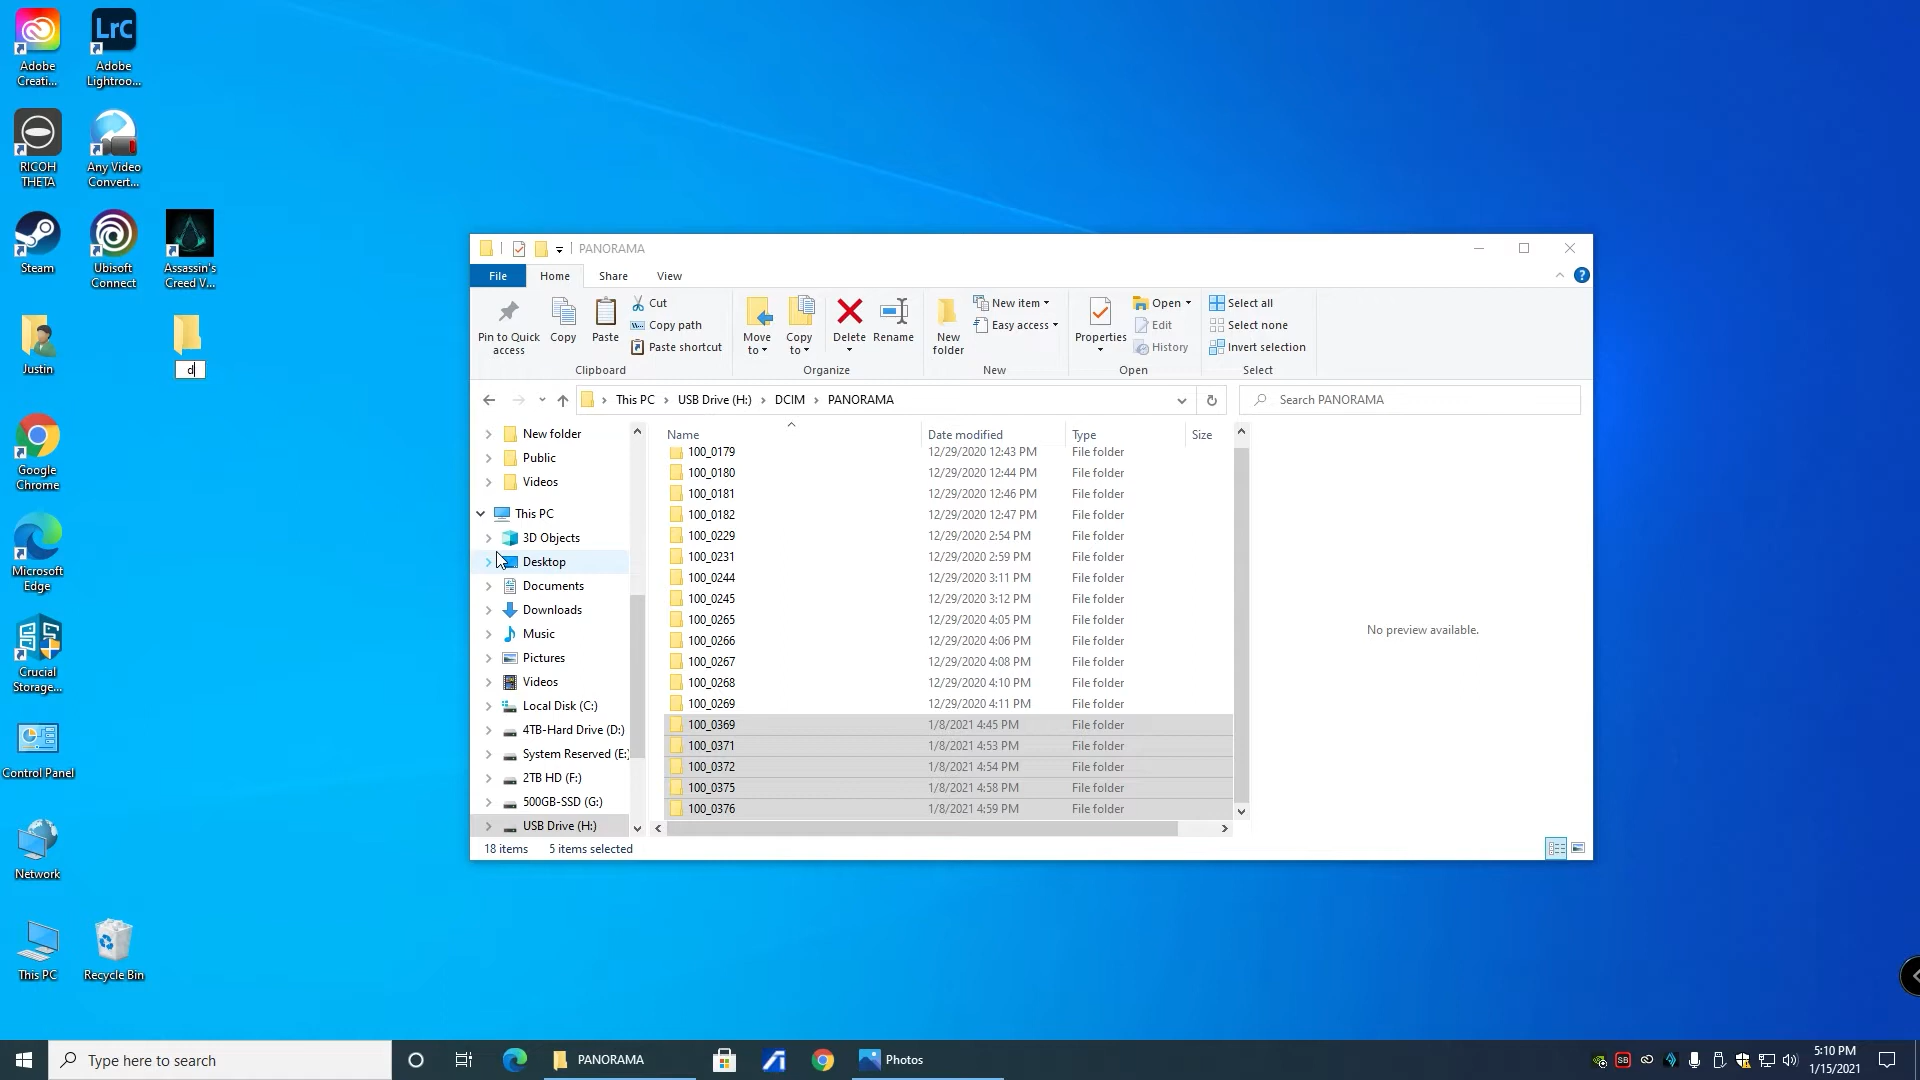 Adobe
Creati...
Lrc
Adobe
Lightroo...
RICOH
THETA
Any Video
Convert...
Steam
Ubisoft
Connect
Assassin's
Creed V...
Justin
d
Google
Chrome
Microsoft
Edge
Crucial
Storage...
Control Panel
Network
This PC
Recycle Bin
PANORAMA
File
Home
Share
View
Pin to Quick
access
Copy
Paste
Cut
Copy path
Paste shortcut
Clipboard
Move
to
Copy
to
Delete
Rename
Organize
New
folder
New item
Easy access
New
Properties
Open
Edit
History
Open
Select all
Select none
Invert selection
Select
This PC > USB Drive (H:) > DCIM > PANORAMA
Search PANORAMA
New folder
Public
Videos
This PC
3D Objects
Desktop
Documents
Downloads
Music
Pictures
Videos
Local Disk (C:)
4TB-Hard Drive (D:)
System Reserved (E:)
2TB HD (F:)
500GB-SSD (G:)
USB Drive (H:)
Name Date modified Type Size
100_0179 12/29/2020 12:43 PM File folder
100_0180 12/29/2020 12:44 PM File folder
100_0181 12/29/2020 12:46 PM File folder
100_0182 12/29/2020 12:47 PM File folder
100_0229 12/29/2020 2:54 PM File folder
100_0231 12/29/2020 2:59 PM File folder
100_0244 12/29/2020 3:11 PM File folder
100_0245 12/29/2020 3:12 PM File folder
100_0265 12/29/2020 4:05 PM File folder
100_0266 12/29/2020 4:06 PM File folder
100_0267 12/29/2020 4:08 PM File folder
100_0268 12/29/2020 4:10 PM File folder
100_0269 12/29/2020 4:11 PM File folder
100_0369 1/8/2021 4:45 PM File folder
100_0371 1/8/2021 4:53 PM File folder
100_0372 1/8/2021 4:54 PM File folder
100_0375 1/8/2021 4:58 PM File folder
100_0376 1/8/2021 4:59 PM File folder
No preview available.
18 items 5 items selected
Type here to search
PANORAMA
Photos
SB
5:10 PM
1/15/2021